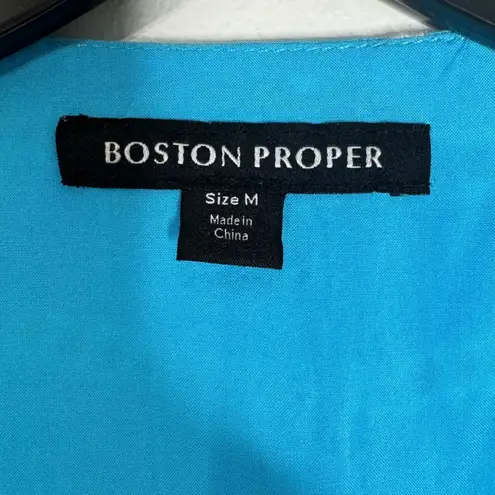 BOSTON PROPER
Size M
Made in
China